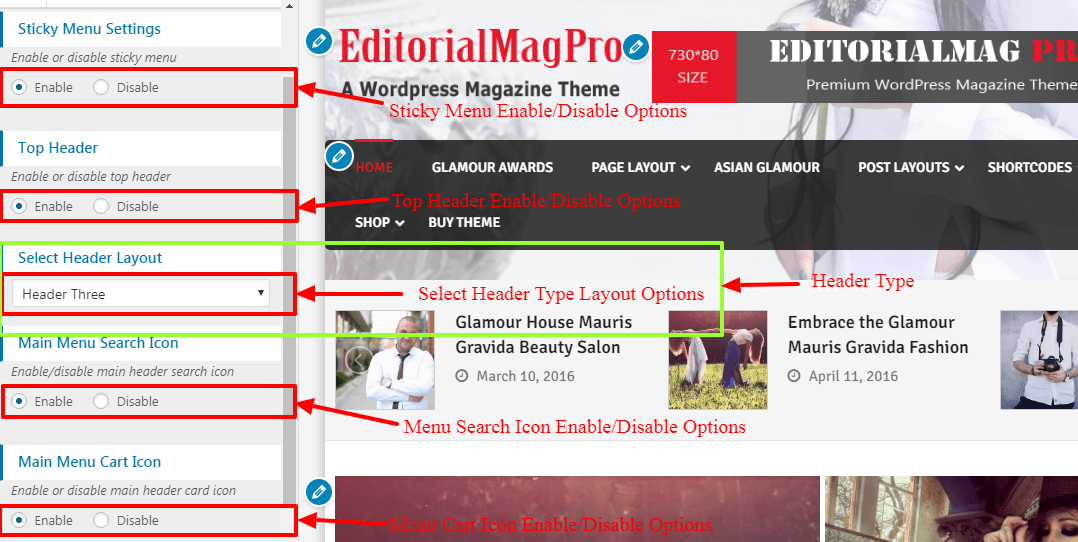 Sticky Menu Settings
Enable or disable sticky menu
Enable Disable
Sticky Menu Enable/Disable Options
Top Header
Enable or disable top header
Enable Disable
Top Header Enable/Disable Options
Select Header Layout
Header Three
Select Header Type Layout Options
Header Type
Main Menu Search Icon
Enable/disable main header search icon
Enable Disable
Menu Search Icon Enable/Disable Options
Main Menu Cart Icon
Enable or disable main header card icon
Enable Disable
Menu Cart Icon Enable/Disable Options
EditorialMagPro
A Wordpress Magazine Theme
730*80
SIZE
EDITORIALMAG PR
Premium WordPress Magazine Theme
HOME GLAMOUR AWARDS PAGE LAYOUT ASIAN GLAMOUR POST LAYOUTS SHORTCODES
SHOP BUY THEME
Glamour House Mauris
Gravida Beauty Salon
March 10, 2016
Embrace the Glamour
Mauris Gravida Fashion
April 11, 2016